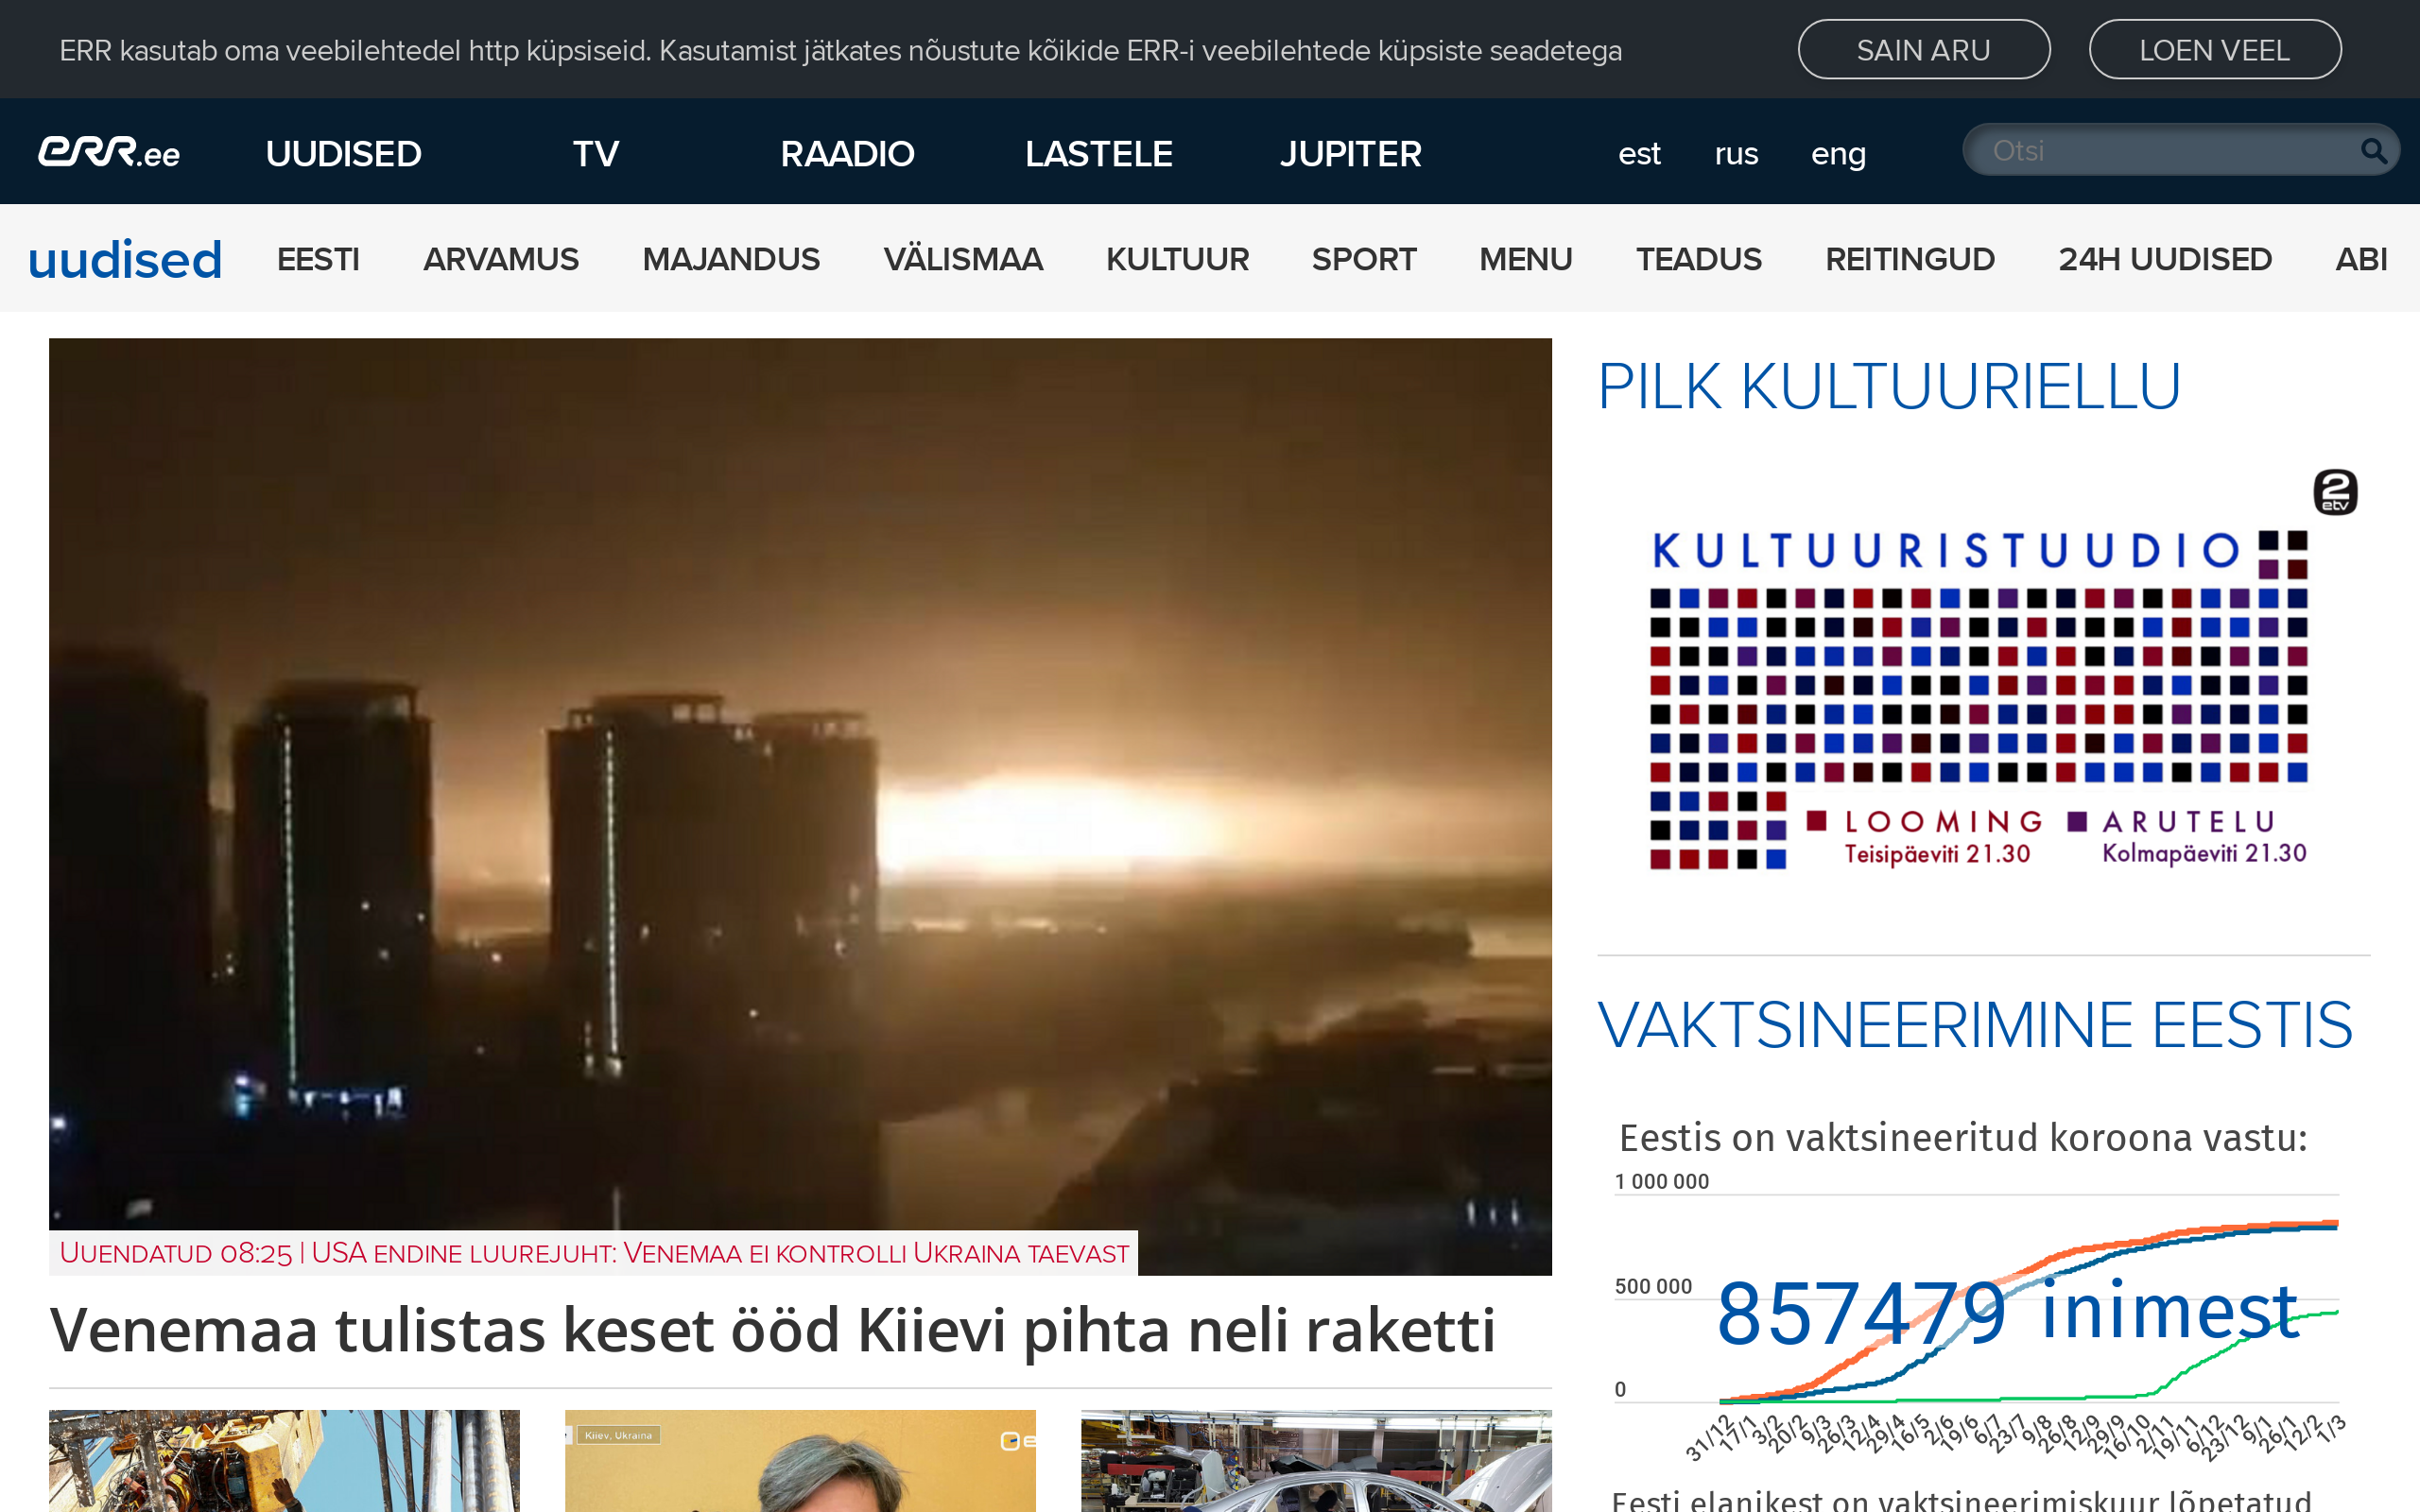 ERR kasutab oma veebilehtedel http küpsiseid. Kasutamist jätkates nõustute kõikide ERR-i veebilehtede küpsiste seadetega
SAIN ARU
LOEN VEEL
err.ee
UUDISED
TV
RAADIO
LASTELE
JUPITER
est
rus
eng
Otsi
uudised
EESTI
ARVAMUS
MAJANDUS
VÄLISMAA
KULTUUR
SPORT
MENU
TEADUS
REITINGUD
24H UUDISED
ABI
Uuendatud 08:25 | USA endine luurejuht: Venemaa ei kontrolli Ukraina taevast
Venemaa tulistas keset ööd Kiievi pihta neli raketti
Kiiev, Ukraina
PILK KULTUURIELLU
2
etv
KULTUURISTUUDIO
LOOMING
Teisipäeviti 21.30
ARUTELU
Kolmapäeviti 21.30
VAKTSINEERIMINE EESTIS
Eestis on vaktsineeritud koroona vastu:
1 000 000
500 000
857479 inimest
0
31/12
17/1
3/2
20/2
9/3
26/3
12/4
29/4
16/5
2/6
19/6
6/7
23/7
9/8
26/8
12/9
29/9
16/10
2/11
19/11
6/12
23/12
9/1
26/1
12/2
1/3
Eesti elanikest on vaktsineerimiskuur lõpetatud